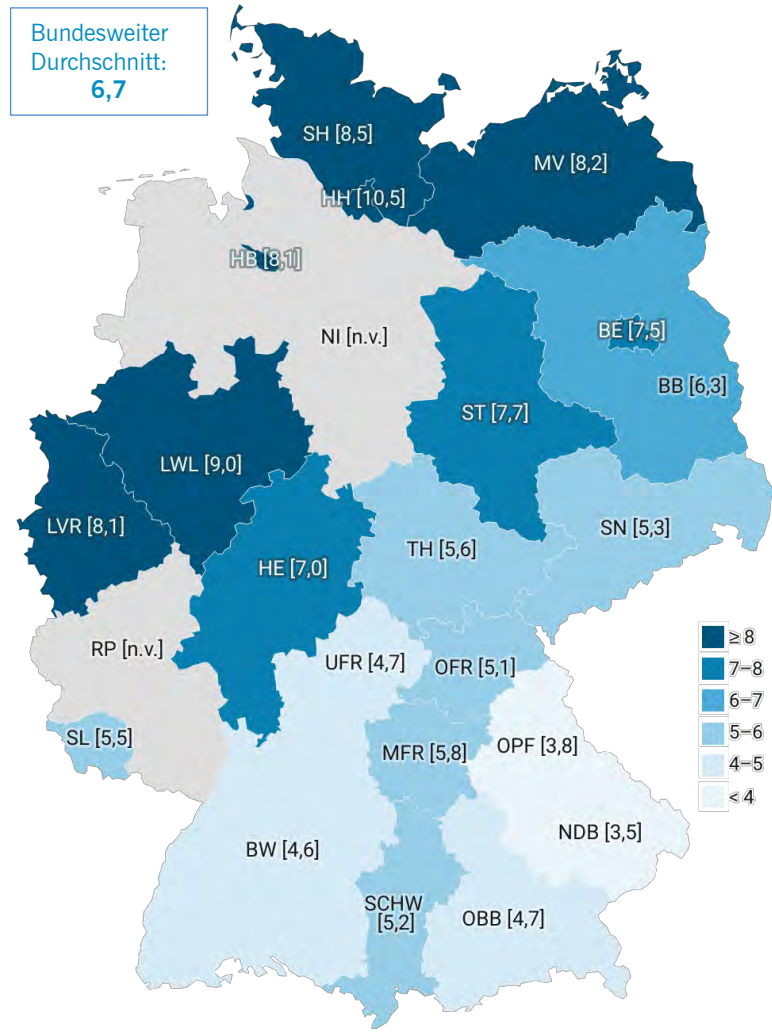 Bundesweiter
Durchschnitt:
6,7
SH [8,5]
MV [8,2]
HH [10,5]
HB [8,1]
NI [n.v.]
BE [7,5]
BB [6,3]
ST [7,7]
LWL [9,0]
LVR [8,1]
SN [5,3]
TH [5,6]
HE [7,0]
RP [n.v.]
UFR [4,7]
OFR [5,1]
SL [5,5]
MFR [5,8]
OPF [3,8]
NDB [3,5]
BW [4,6]
SCHW
[5,2]
OBB [4,7]
≥ 8
7–8
6–7
5–6
4–5
< 4